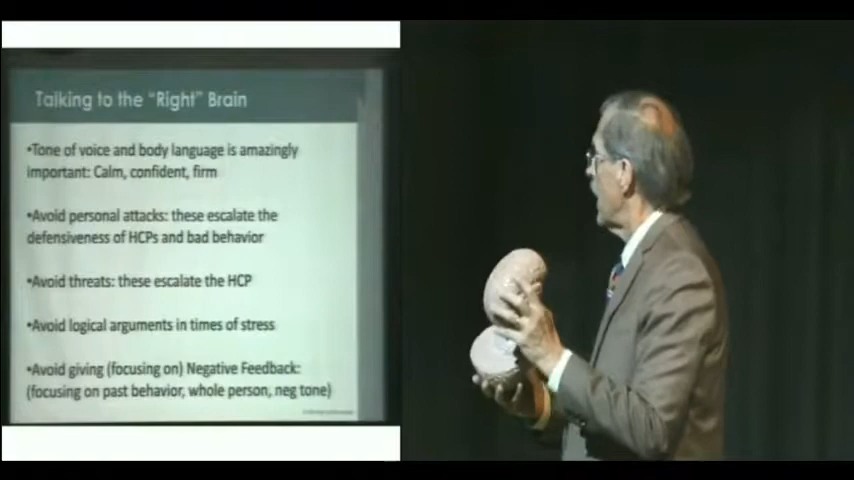 Talking to the "Right" Brain
•Tone of voice and body language is amazingly
important: Calm, confident, firm
•Avoid personal attacks: these escalate the
defensiveness of HCPs and bad behavior
•Avoid threats: these escalate the HCP
•Avoid logical arguments in times of stress
•Avoid giving (focusing on) Negative Feedback:
(focusing on past behavior, whole person, neg tone)